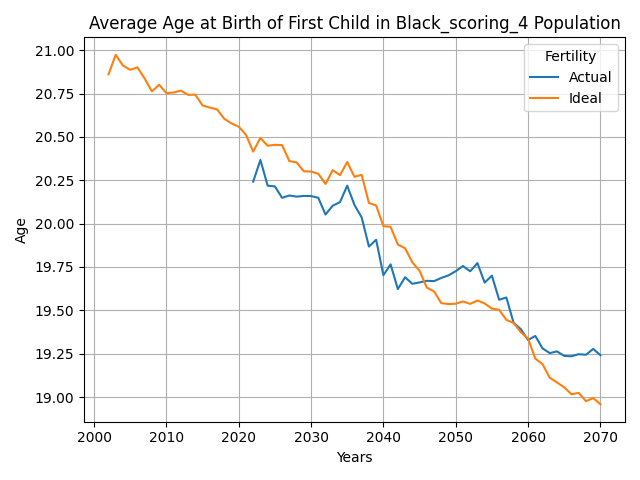 Average Age at Birth of First Child in Black_scoring_4 Population
Fertility
Actual
Ideal
21.00
20.75
20.50
20.25
20.00
19.75
19.50
19.25
19.00
Age
2000 2010 2020 2030 2040 2050 2060 2070
Years